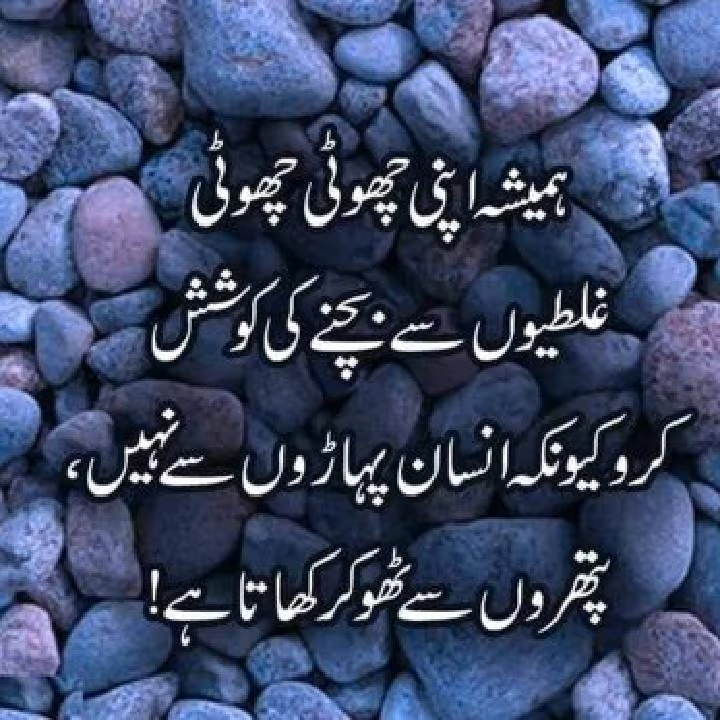 ہمیشہ اپنی چھوٹی چھوٹی
غلطیوں سے بچنے کی کوشش
کرو کیونکہ انسان پہاڑوں سے نہیں،
پتھروں سے ٹھوکر کھاتا ہے!